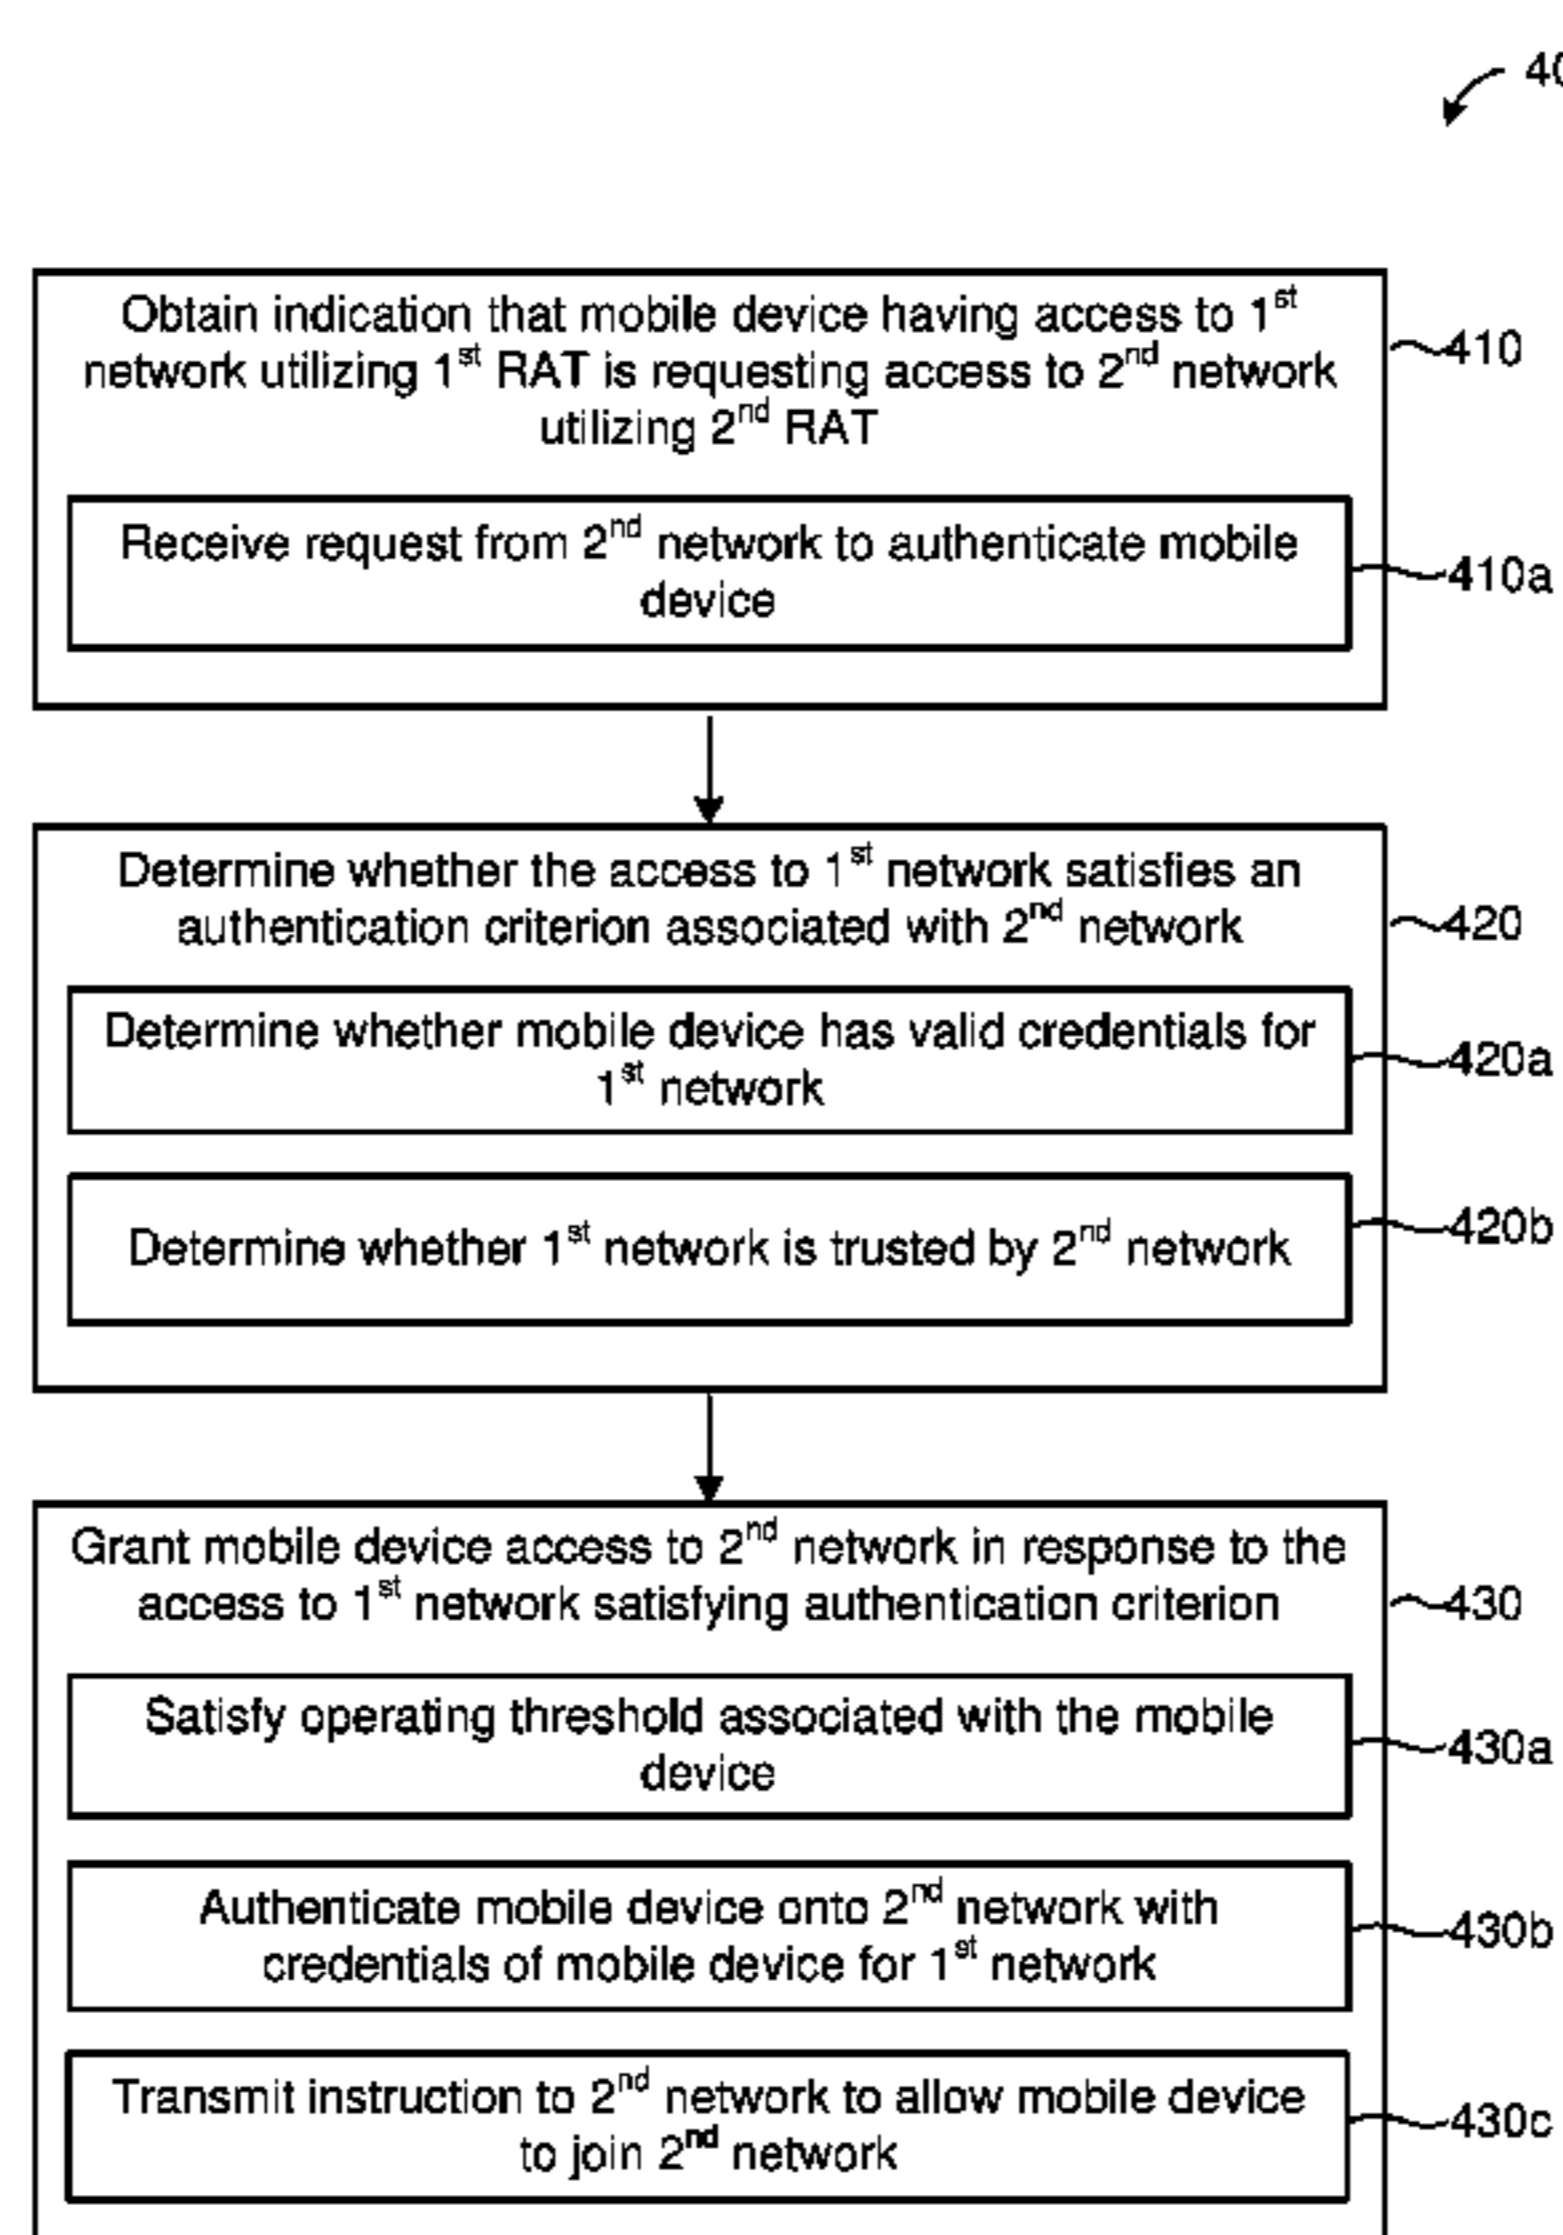 Obtain indication that mobile device having access to 1st
network utilizing 1st RAT is requesting access to 2nd network
utilizing 2nd RAT
410
Receive request from 2nd network to authenticate mobile
device
410a
Determine whether the access to 1st network satisfies an
authentication criterion associated with 2nd network
420
Determine whether mobile device has valid credentials for
1st network
420a
Determine whether 1st network is trusted by 2nd network
420b
Grant mobile device access to 2nd network in response to the
access to 1st network satisfying authentication criterion
430
Satisfy operating threshold associated with the mobile
device
430a
Authenticate mobile device onto 2nd network with
credentials of mobile device for 1st network
430b
Transmit instruction to 2nd network to allow mobile device
to join 2nd network
430c